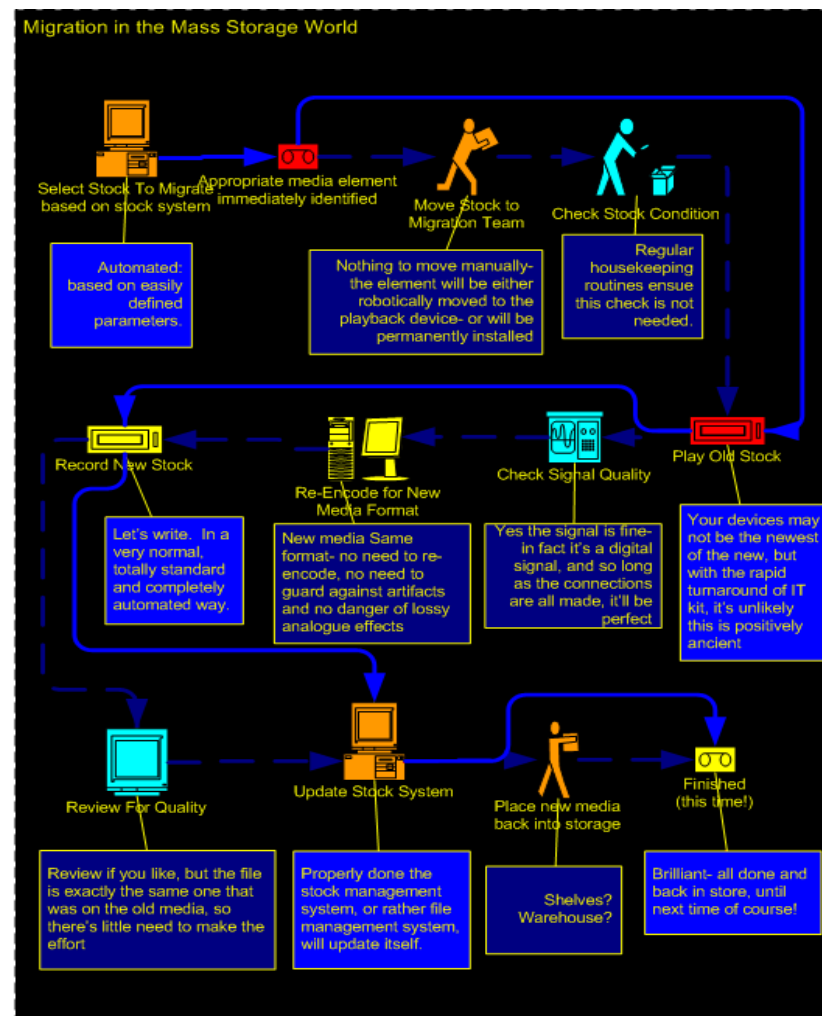 Migration in the Mass Storage World
Select Stock To Migrate
based on stock system
Appropriate media element
immediately identified
Move Stock to
Migration Team
Check Stock Condition
Automated:
based on easily
defined
parameters.
Nothing to move manually-
the element will be either
robotically moved to the
playback device- or will be
permanently installed
Regular
housekeeping
routines ensue
this check is not
needed.
Record New Stock
Re-Encode for New
Media Format
Check Signal Quality
Play Old Stock
Let's write. In a
very normal,
totally standard
and completely
automated way.
New media Same
format- no need to re-
encode, no need to
guard against artifacts
and no danger of lossy
analogue effects
Yes the signal is fine-
in fact it's a digital
signal, and so long
as the connections
are all made, it'll be
perfect
Your devices may
not be the newest
of the new, but
with the rapid
turnaround of IT
kit, it's unlikely
this is positively
ancient
Review For Quality
Update Stock System
Place new media
back into storage
Finished
(this time!)
Review if you like, but the file
is exactly the same one that
was on the old media, so
there's little need to make the
effort
Properly done the
stock management
system, or rather file
management system,
will update itself.
Shelves?
Warehouse?
Brilliant- all done and
back in store, until
next time of course!